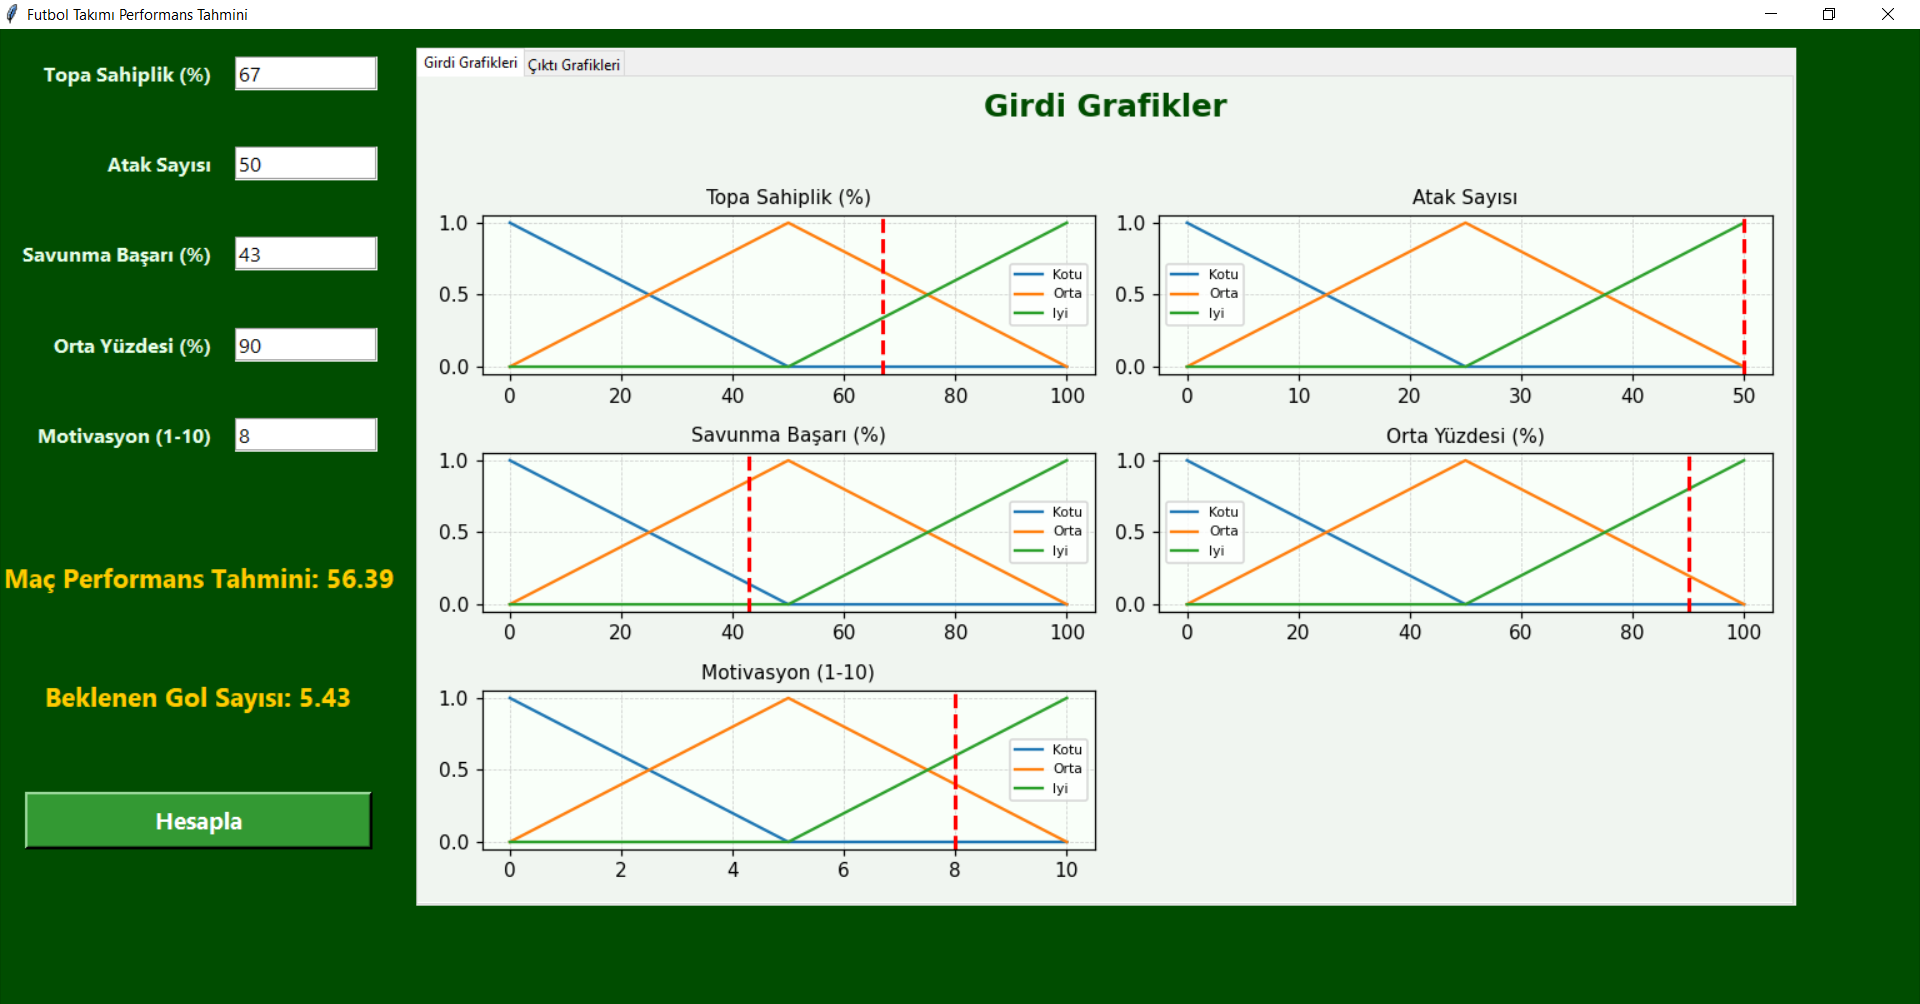 Futbol Takımı Performans Tahmini
Topa Sahiplik (%) 67
Atak Sayısı 50
Savunma Başarı (%) 43
Orta Yüzdesi (%) 90
Motivasyon (1-10) 8
Maç Performans Tahmini: 56.39
Beklenen Gol Sayısı: 5.43
Hesapla
Girdi Grafikleri Çıktı Grafikleri
Girdi Grafikler
Topa Sahiplik (%)
1.0
0.5
0.0
0 20 40 60 80 100
Kotu
Orta
Iyi
Atak Sayısı
1.0
0.5
0.0
0 10 20 30 40 50
Kotu
Orta
Iyi
Savunma Başarı (%)
1.0
0.5
0.0
0 20 40 60 80 100
Kotu
Orta
Iyi
Orta Yüzdesi (%)
1.0
0.5
0.0
0 20 40 60 80 100
Kotu
Orta
Iyi
Motivasyon (1-10)
1.0
0.5
0.0
0 2 4 6 8 10
Kotu
Orta
Iyi